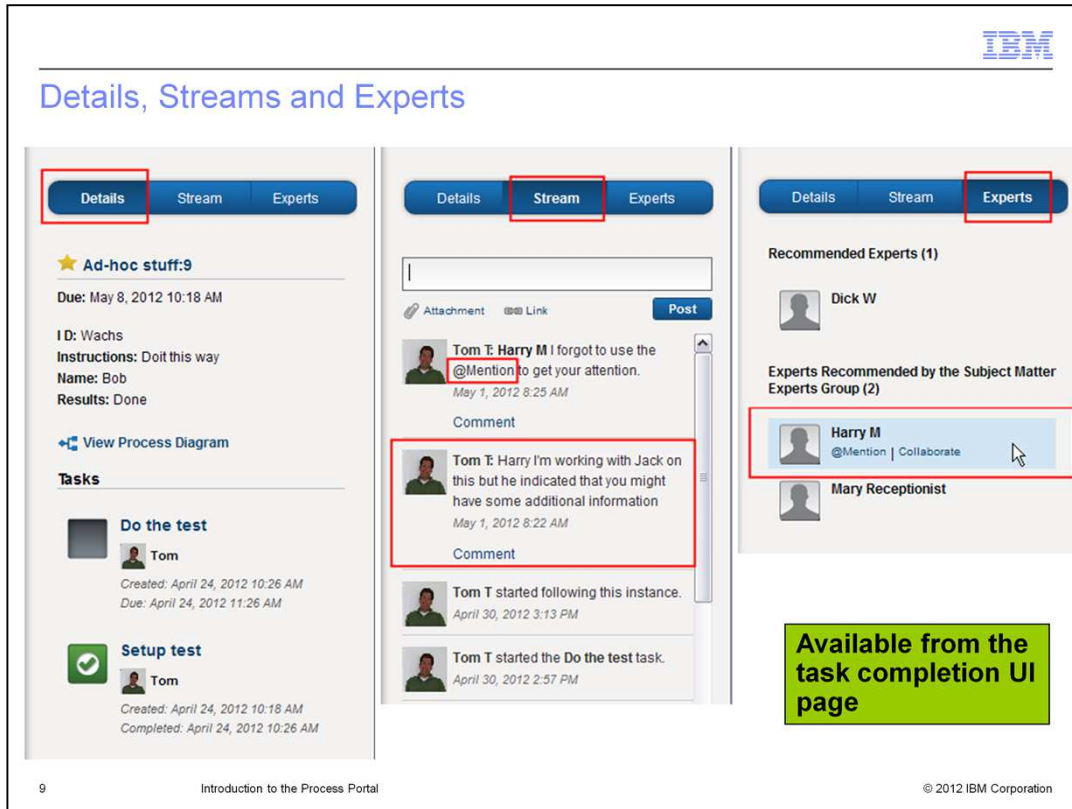 IBM
Details, Streams and Experts
Details Stream Experts
Ad-hoc stuff:9
Due: May 8, 2012 10:18 AM
ID: Wachs
Instructions: Doit this way
Name: Bob
Results: Done
View Process Diagram
Tasks
Do the test
Tom
Created: April 24, 2012 10:26 AM
Due: April 24, 2012 11:26 AM
Setup test
Tom
Created: April 24, 2012 10:18 AM
Completed: April 24, 2012 10:26 AM
Details Stream Experts
Attachment Link Post
Tom T: Harry M I forgot to use the
@Mention to get your attention.
May 1, 2012 8:25 AM
Comment
Tom T: Harry I'm working with Jack on
this but he indicated that you might
have some additional information
May 1, 2012 8:22 AM
Comment
Tom T started following this instance.
April 30, 2012 3:13 PM
Tom T started the Do the test task.
April 30, 2012 2:57 PM
Details Stream Experts
Recommended Experts (1)
Dick W
Experts Recommended by the Subject Matter
Experts Group (2)
Harry M
@Mention | Collaborate
Mary Receptionist
Available from the
task completion UI
page
9 Introduction to the Process Portal © 2012 IBM Corporation